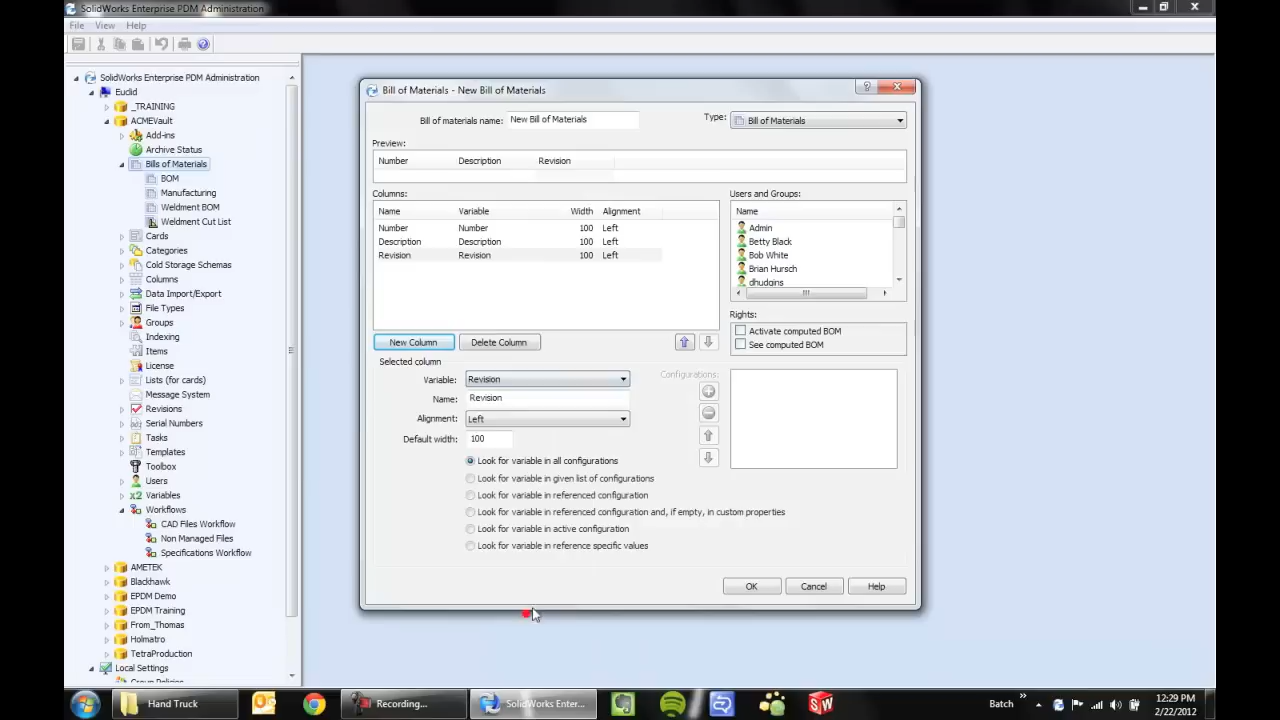 SolidWorks Enterprise PDM Administration
File View Help
SolidWorks Enterprise PDM Administration
Euclid
_TRAINING
ACMEVault
Add-ins
Archive Status
Bills of Materials
BOM
Manufacturing
Weldment BOM
Weldment Cut List
Cards
Categories
Cold Storage Schemas
Columns
Data Import/Export
File Types
Groups
Indexing
Items
License
Lists (for cards)
Message System
Revisions
Serial Numbers
Tasks
Templates
Toolbox
Users
Variables
Workflows
CAD Files Workflow
Non Managed Files
Specifications Workflow
AMETEK
Blackhawk
EPDM Demo
EPDM Training
From_Thomas
Holmatro
TetraProduction
Local Settings
Group Policies
Bill of Materials - New Bill of Materials
Bill of materials name: New Bill of Materials
Type: Bill of Materials
Preview:
Number Description Revision
Columns:
Name Variable Width Alignment
Number Number 100 Left
Description Description 100 Left
Revision Revision 100 Left
New Column Delete Column
Users and Groups:
Name
Admin
Betty Black
Bob White
Brian Hursch
dhudgins
Rights:
Activate computed BOM
See computed BOM
Selected column
Variable: Revision
Name: Revision
Alignment: Left
Default width: 100
Configurations:
Look for variable in all configurations
Look for variable in given list of configurations
Look for variable in referenced configuration
Look for variable in referenced configuration and, if empty, in custom properties
Look for variable in active configuration
Look for variable in reference specific values
OK Cancel Help
Hand Truck
Recording...
SolidWorks Enter...
SW
Batch
12:29 PM
2/22/2012